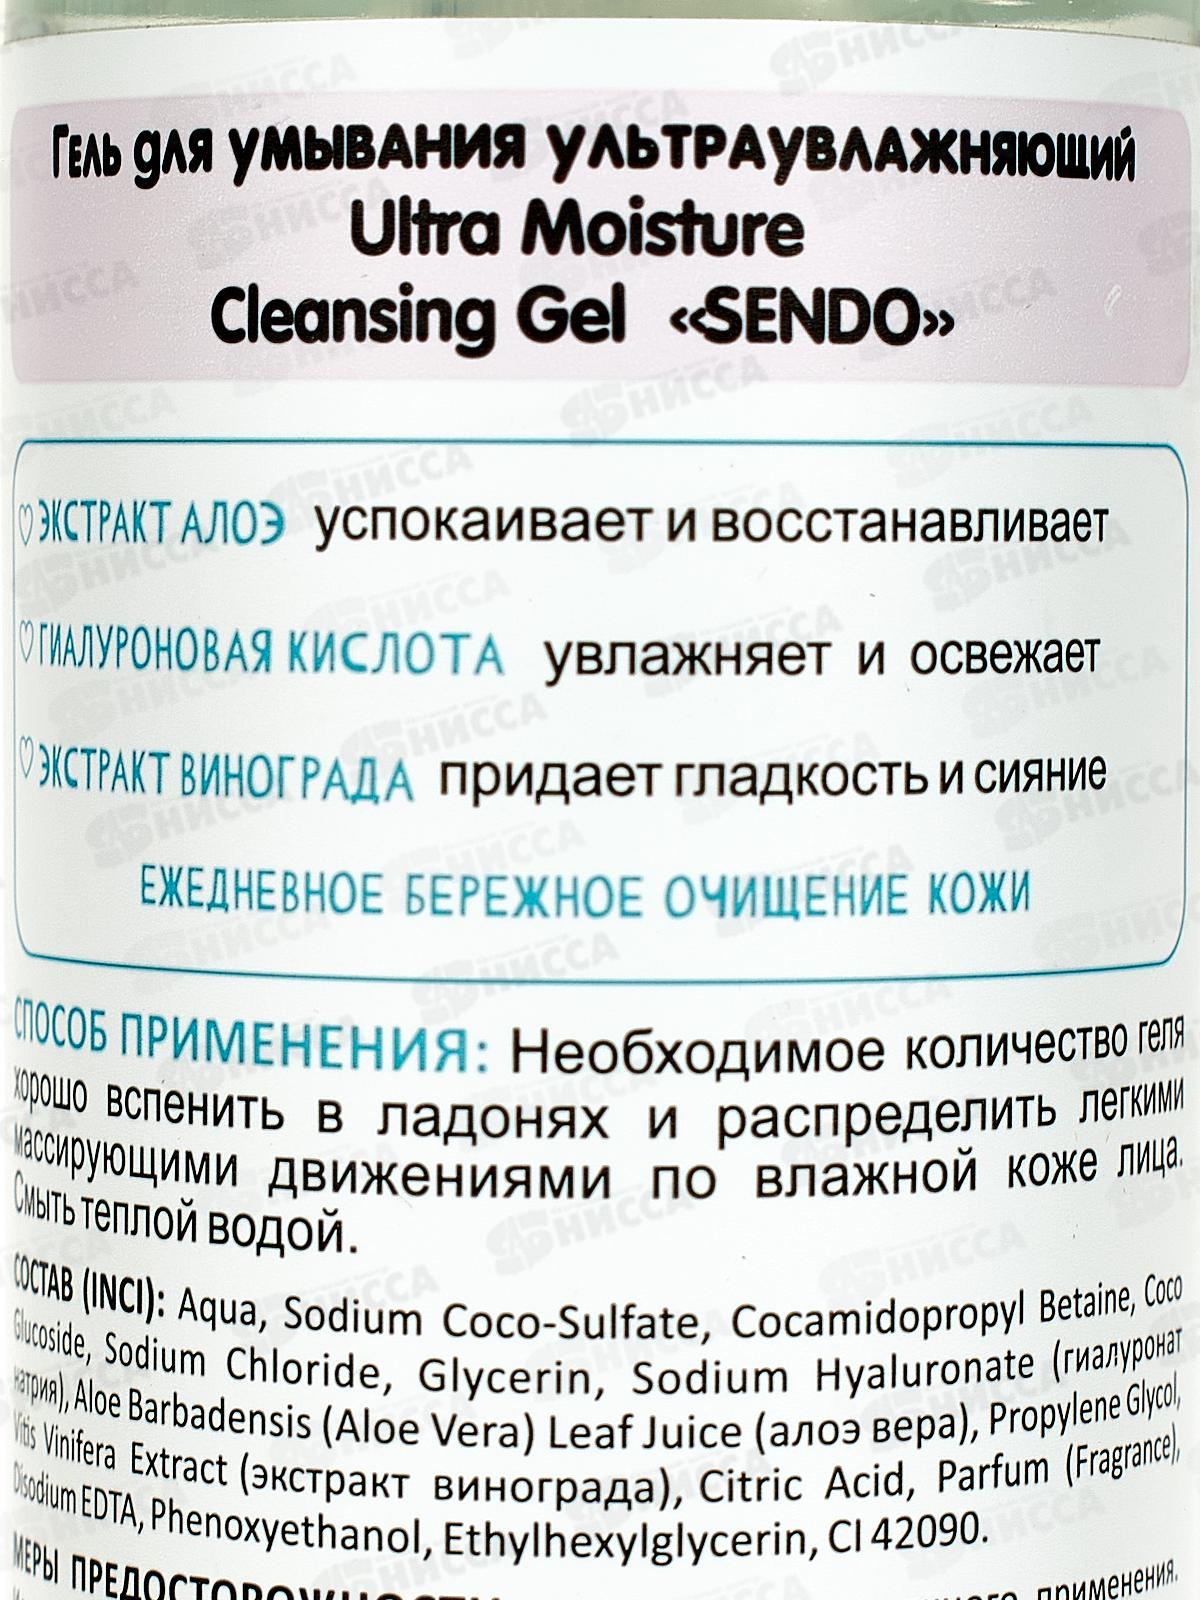 Гель для умывания ультраувлажняющий
Ultra Moisture
Cleansing Gel «SENDO»
ЭКСТРАКТ АЛОЭ успокаивает и восстанавливает
ГИАЛУРОНОВАЯ КИСЛОТА увлажняет и освежает
ЭКСТРАКТ ВИНОГРАДА придает гладкость и сияние
ЕЖЕДНЕВНОЕ БЕРЕЖНОЕ ОЧИЩЕНИЕ КОЖИ
СПОСОБ ПРИМЕНЕНИЯ: Необходимое количество геля
хорошо вспенить в ладонях и распределить легкими
массирующими движениями по влажной коже лица.
Смыть теплой водой.
СОСТАВ (INCI): Aqua, Sodium Coco-Sulfate, Cocamidopropyl Betaine, Coco
Glucoside, Sodium Chloride, Glycerin, Sodium Hyaluronate (гиалуронат
натрия), Aloe Barbadensis (Aloe Vera) Leaf Juice (алоэ вера), Propylene Glycol,
Vitis Vinifera Extract (экстракт винограда), Citric Acid, Parfum (Fragrance),
Disodium EDTA, Phenoxyethanol, Ethylhexylglycerin, CI 42090.
МЕРЫ ПРЕДОСТОРОЖНОСТИ применения.